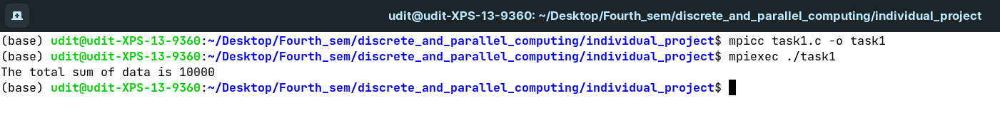 udit@udit-XPS-13-9360: ~/Desktop/Fourth_sem/discrete_and_parallel_computing/individual_project
(base) udit@udit-XPS-13-9360:~/Desktop/Fourth_sem/discrete_and_parallel_computing/individual_project$ mpicc task1.c -o task1
(base) udit@udit-XPS-13-9360:~/Desktop/Fourth_sem/discrete_and_parallel_computing/individual_project$ mpiexec ./task1
The total sum of data is 10000
(base) udit@udit-XPS-13-9360:~/Desktop/Fourth_sem/discrete_and_parallel_computing/individual_project$